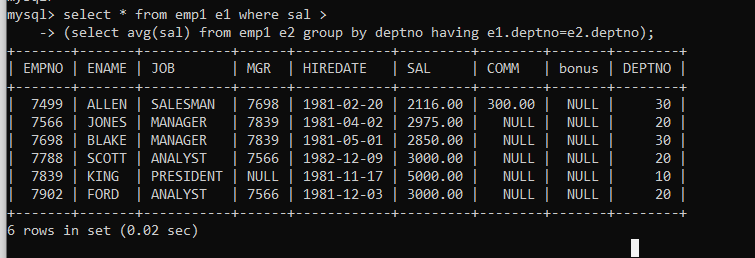 mysql> select * from emp1 e1 where sal >
    -> (select avg(sal) from emp1 e2 group by deptno having e1.deptno=e2.deptno);
+-------+-------+-----------+------+------------+---------+--------+-------+--------+
| EMPNO | ENAME | JOB       | MGR  | HIREDATE   | SAL     | COMM   | bonus | DEPTNO |
+-------+-------+-----------+------+------------+---------+--------+-------+--------+
|  7499 | ALLEN | SALESMAN  | 7698 | 1981-02-20 | 2116.00 | 300.00 |  NULL |     30 |
|  7566 | JONES | MANAGER   | 7839 | 1981-04-02 | 2975.00 |   NULL |  NULL |     20 |
|  7698 | BLAKE | MANAGER   | 7839 | 1981-05-01 | 2850.00 |   NULL |  NULL |     30 |
|  7788 | SCOTT | ANALYST   | 7566 | 1982-12-09 | 3000.00 |   NULL |  NULL |     20 |
|  7839 | KING  | PRESIDENT | NULL | 1981-11-17 | 5000.00 |   NULL |  NULL |     10 |
|  7902 | FORD  | ANALYST   | 7566 | 1981-12-03 | 3000.00 |   NULL |  NULL |     20 |
+-------+-------+-----------+------+------------+---------+--------+-------+--------+
6 rows in set (0.02 sec)